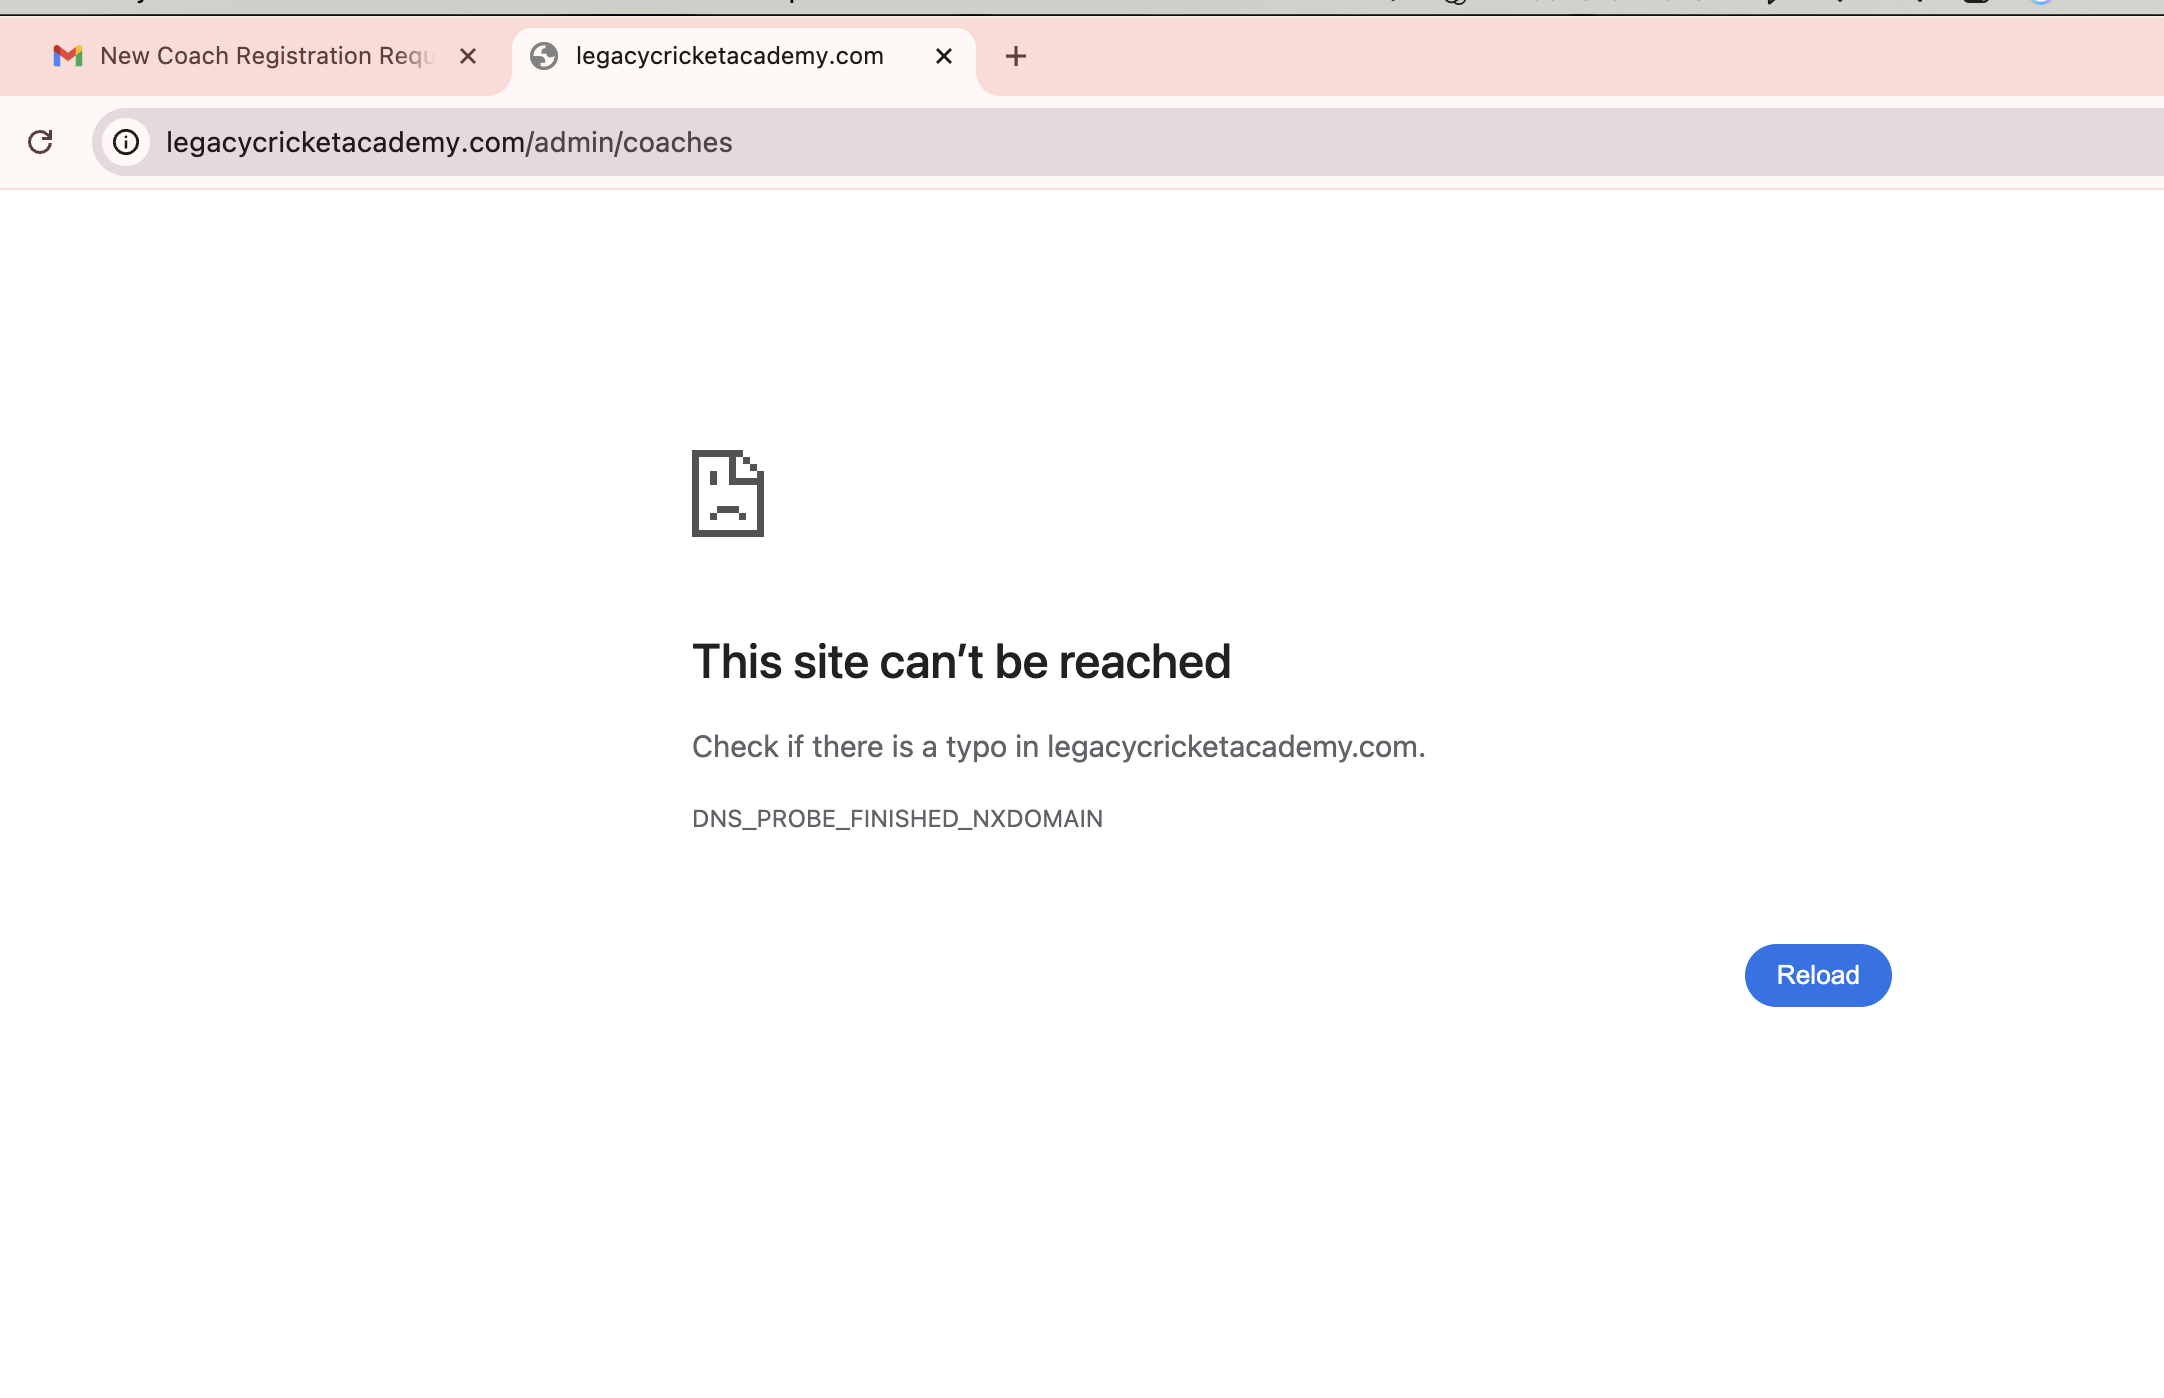 New Coach Registration Requ
legacycricketacademy.com
legacycricketacademy.com/admin/coaches
This site can’t be reached
Check if there is a typo in legacycricketacademy.com.
DNS_PROBE_FINISHED_NXDOMAIN
Reload